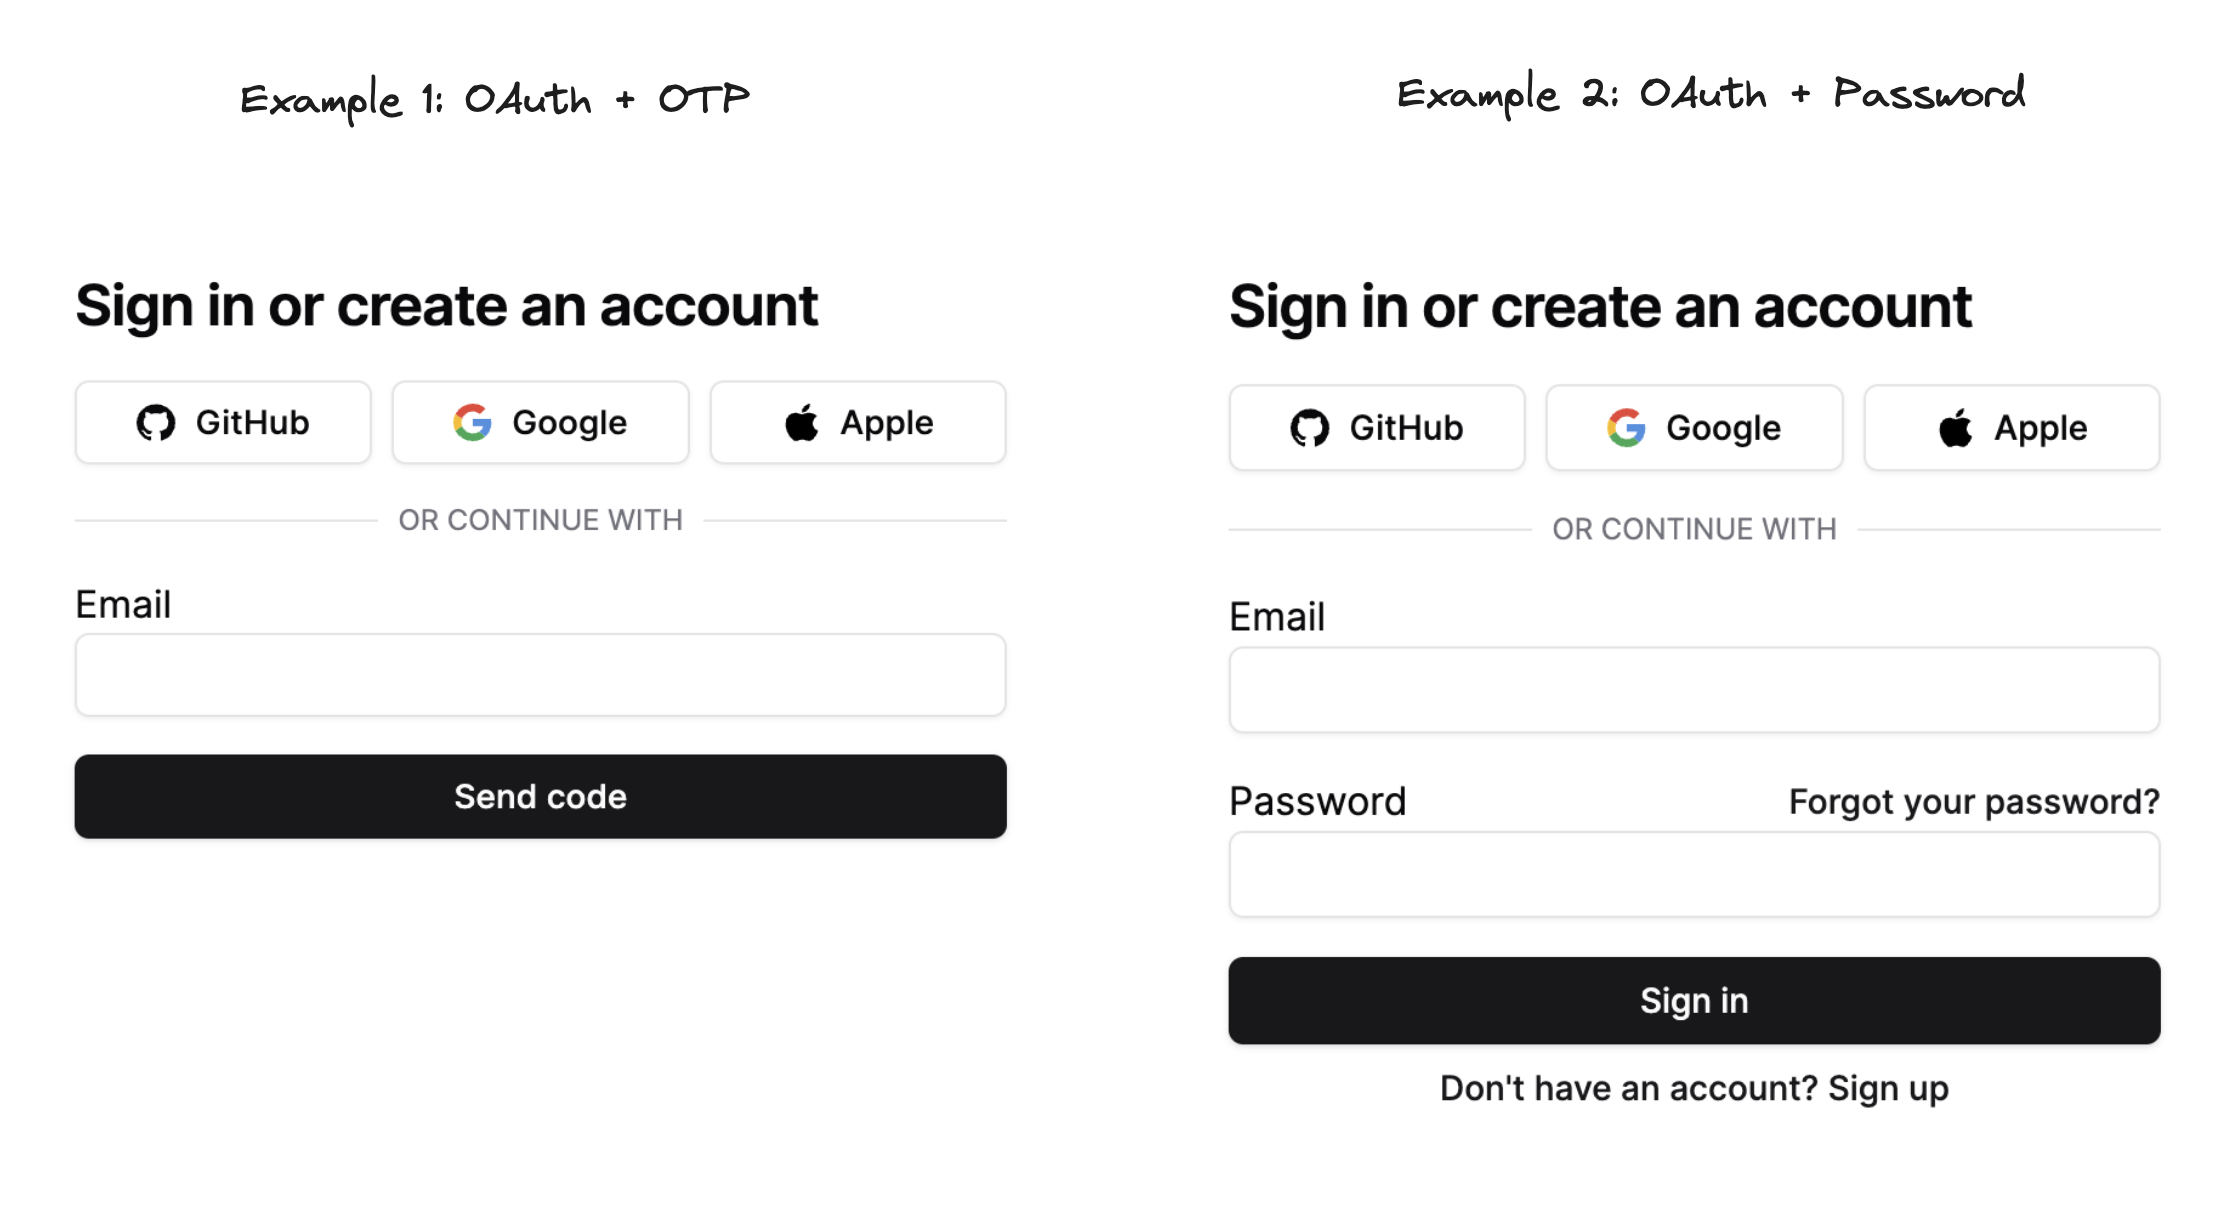 Example 1: OAuth + OTP
Sign in or create an account
GitHub
Google
Apple
OR CONTINUE WITH
Email
Send code
Example 2: OAuth + Password
Sign in or create an account
GitHub
Google
Apple
OR CONTINUE WITH
Email
Password
Forgot your password?
Sign in
Don't have an account? Sign up